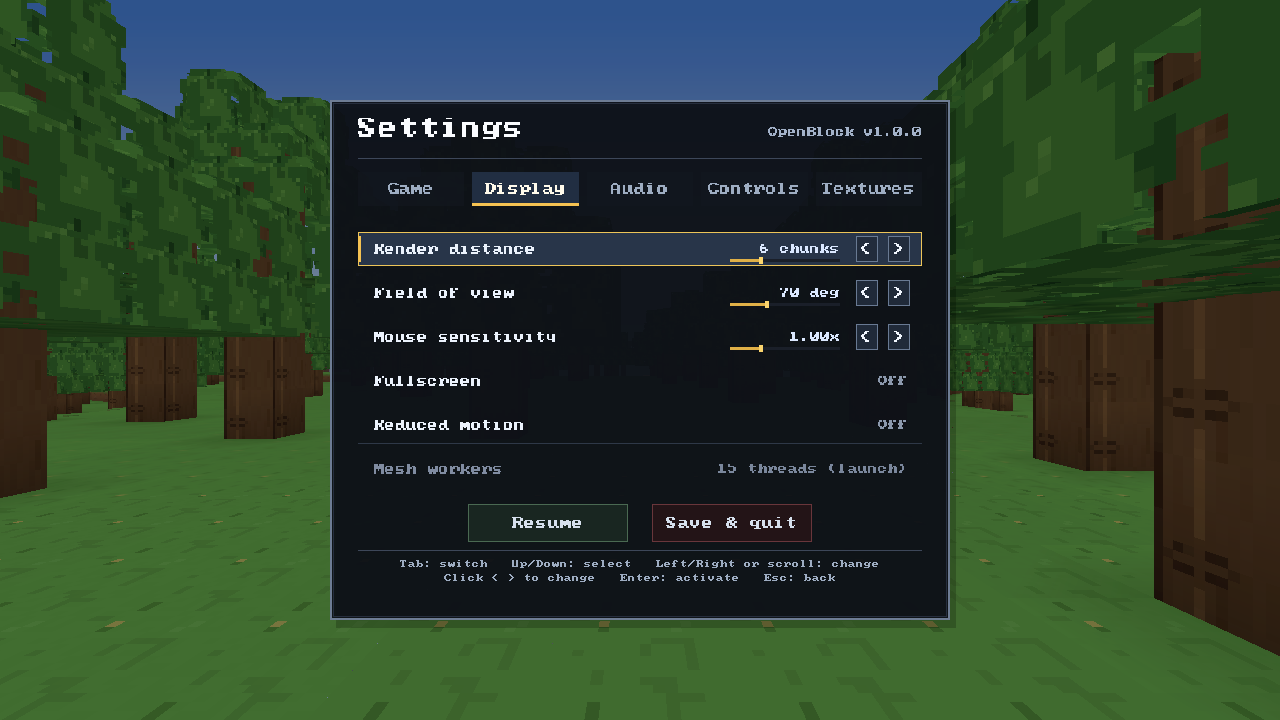 Settings
OpenBlock v1.0.0
Game Display Audio Controls Textures
Render distance 6 chunks < >
Field of view 70 deg < >
Mouse sensitivity 1.00x < >
Fullscreen Off
Reduced motion Off
Mesh workers 15 threads (launch)
Resume Save & quit
Tab: switch Up/Down: select Left/Right or scroll: change
Click < > to change Enter: activate Esc: back